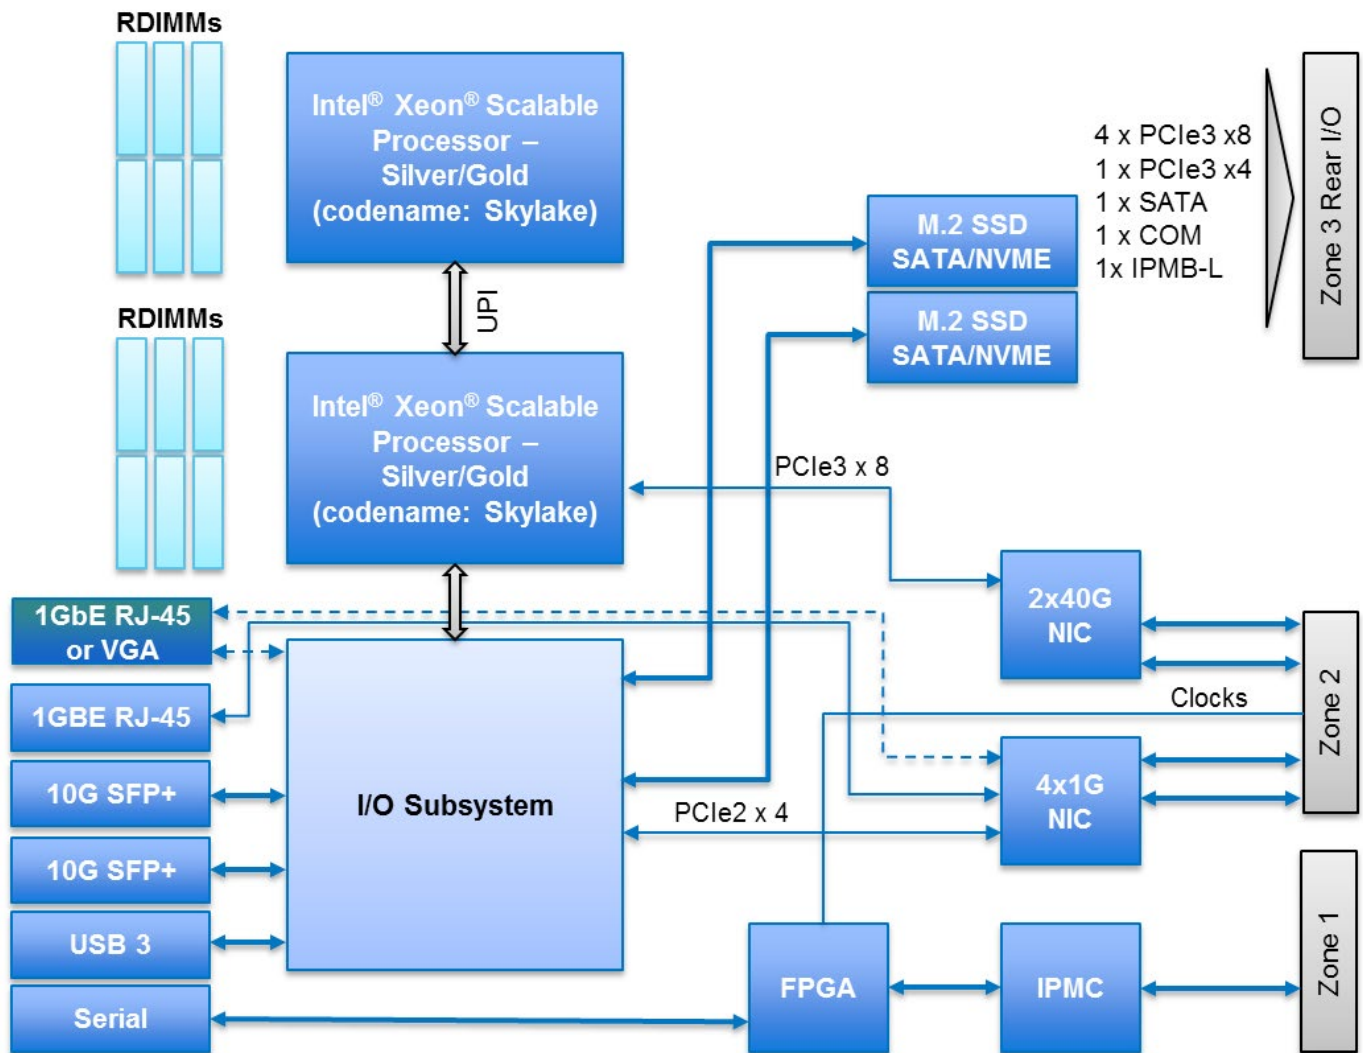 RDIMMs
Intel® Xeon® Scalable
Processor –
Silver/Gold
(codename: Skylake)
4 x PCIe3 x8
1 x PCIe3 x4
1 x SATA
1 x COM
1x IPMB-L
Zone 3 Rear I/O
M.2 SSD
SATA/NVME
M.2 SSD
SATA/NVME
UPI
RDIMMs
Intel® Xeon® Scalable
Processor –
Silver/Gold
(codename: Skylake)
PCIe3 x 8
1GbE RJ-45
or VGA
2x40G
NIC
Zone 2
Clocks
1GBE RJ-45
10G SFP+
I/O Subsystem
PCIe2 x 4
4x1G
NIC
10G SFP+
USB 3
Serial
FPGA
IPMC
Zone 1